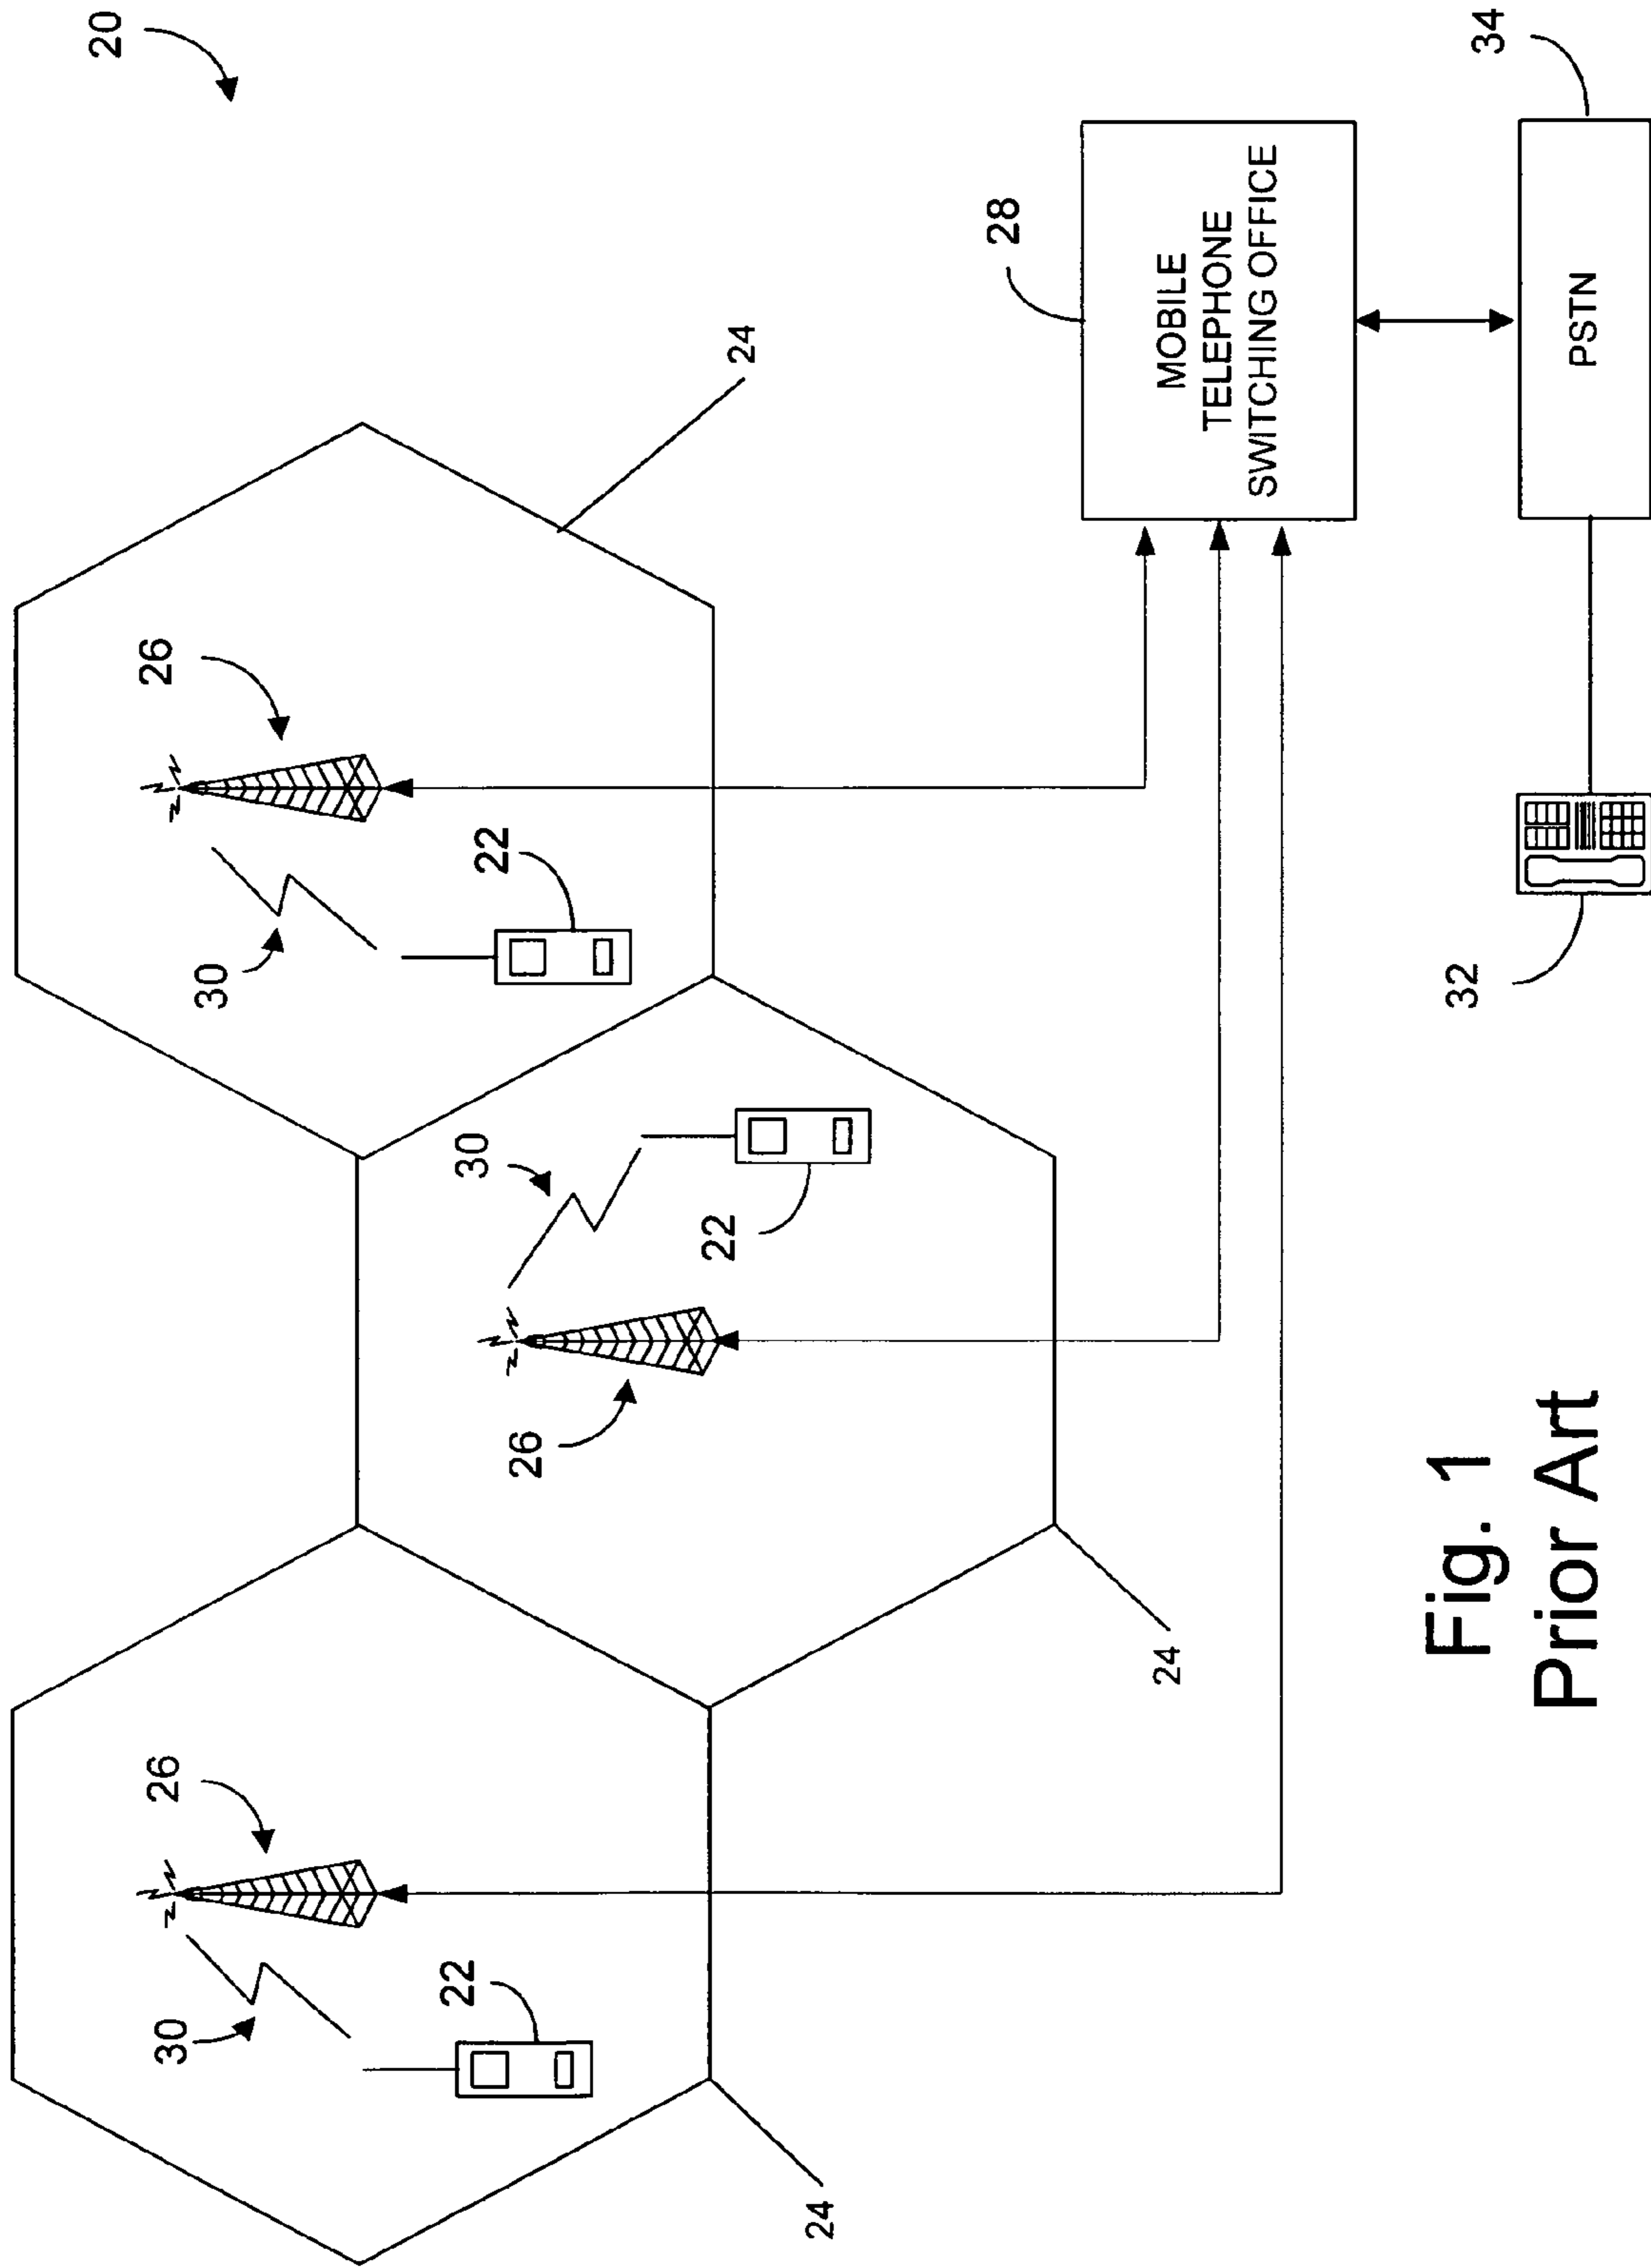 20
26
26
30
30
22
30
22
26
22
24
24
28
24
MOBILE
TELEPHONE
SWITCHING OFFICE
Fig. 1
32
34
Prior Art
PSTN